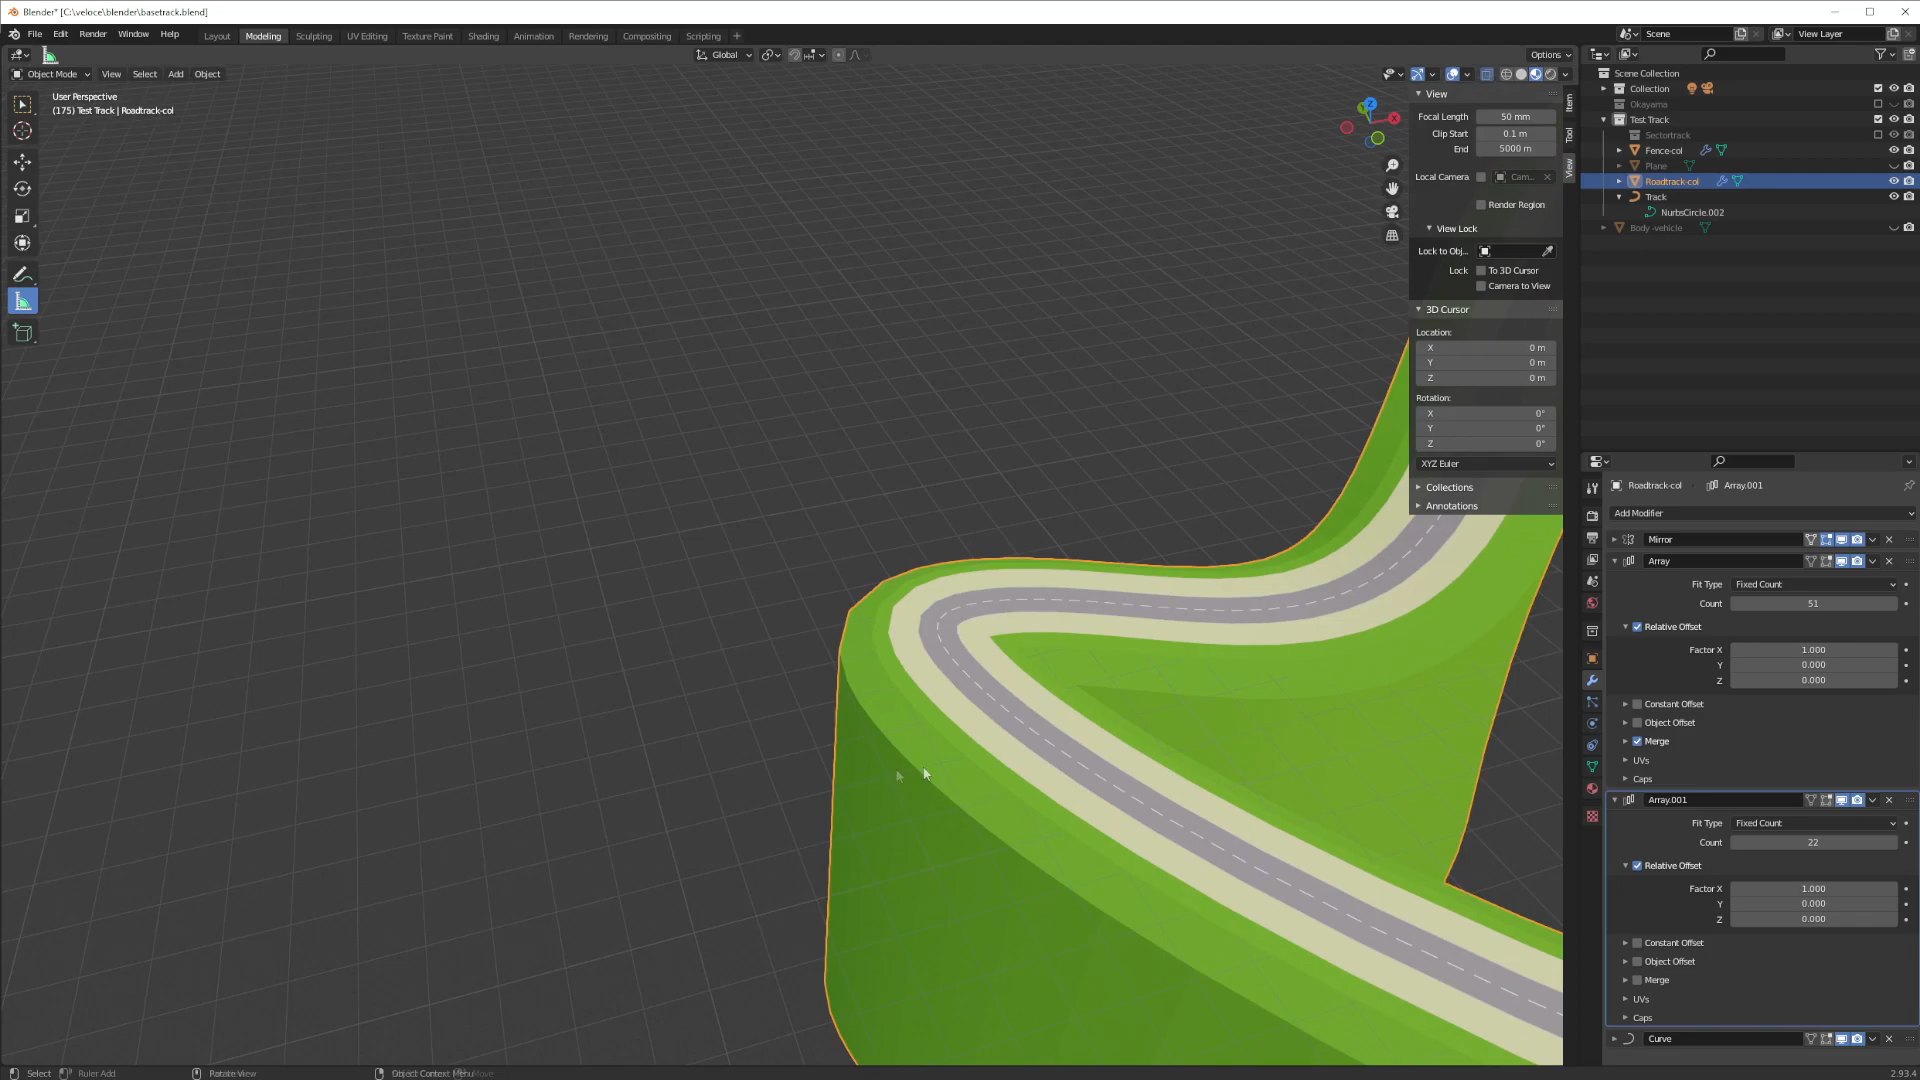 Blender* [C:\veloce\blender\basetrack.blend]
File Edit Render Window Help
Layout Modeling Sculpting UV Editing Texture Paint Shading Animation Rendering Compositing Scripting +
Scene
View Layer
Global
Options
Object Mode View Select Add Object
User Perspective
(175) Test Track | Roadtrack-col
Z
X
Y
View
Focal Length 50 mm
Clip Start 0.1 m
End 5000 m
Local Camera Cam...
Render Region
View Lock
Lock to Obj...
Lock To 3D Cursor
Camera to View
3D Cursor
Location:
X 0 m
Y 0 m
Z 0 m
Rotation:
X 0°
Y 0°
Z 0°
XYZ Euler
Collections
Annotations
Item
Tool
View
Scene Collection
Collection
Okayama
Test Track
Sectortrack
Fence-col
Plane
Roadtrack-col
Track
NurbsCircle.002
Body -vehicle
Roadtrack-col Array.001
Add Modifier
Mirror
Array
Fit Type Fixed Count
Count 51
Relative Offset
Factor X 1.000
Y 0.000
Z 0.000
Constant Offset
Object Offset
Merge
UVs
Caps
Array.001
Fit Type Fixed Count
Count 22
Relative Offset
Factor X 1.000
Y 0.000
Z 0.000
Constant Offset
Object Offset
Merge
UVs
Caps
Curve
Select Ruler Add Rotate View Object Context Menu Move
2.93.4